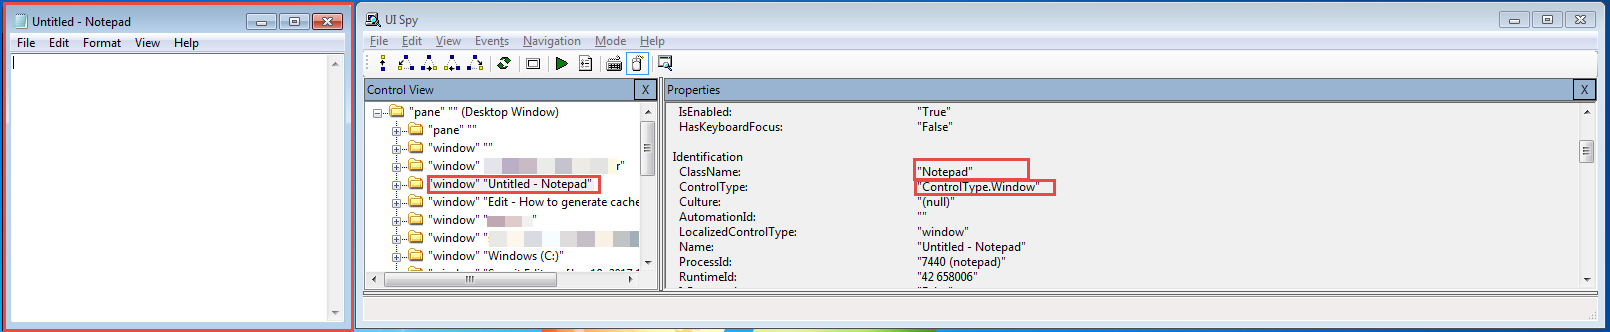 Untitled - Notepad
File Edit Format View Help
UI Spy
File Edit View Events Navigation Mode Help
Control View X
"pane" "" (Desktop Window)
"pane" ""
"window" ""
"window" r"
"window" "Untitled - Notepad"
"window" "Edit - How to generate cache
"window" " "
"window" "
"window" "Windows (C:)"
"window"
Properties X
IsEnabled: "True"
HasKeyboardFocus: "False"
Identification
ClassName: "Notepad"
ControlType: "ControlType.Window"
Culture: "(null)"
AutomationId: ""
LocalizedControlType: "window"
Name: "Untitled - Notepad"
ProcessId: "7440 (notepad)"
RuntimeId: "42 658006"